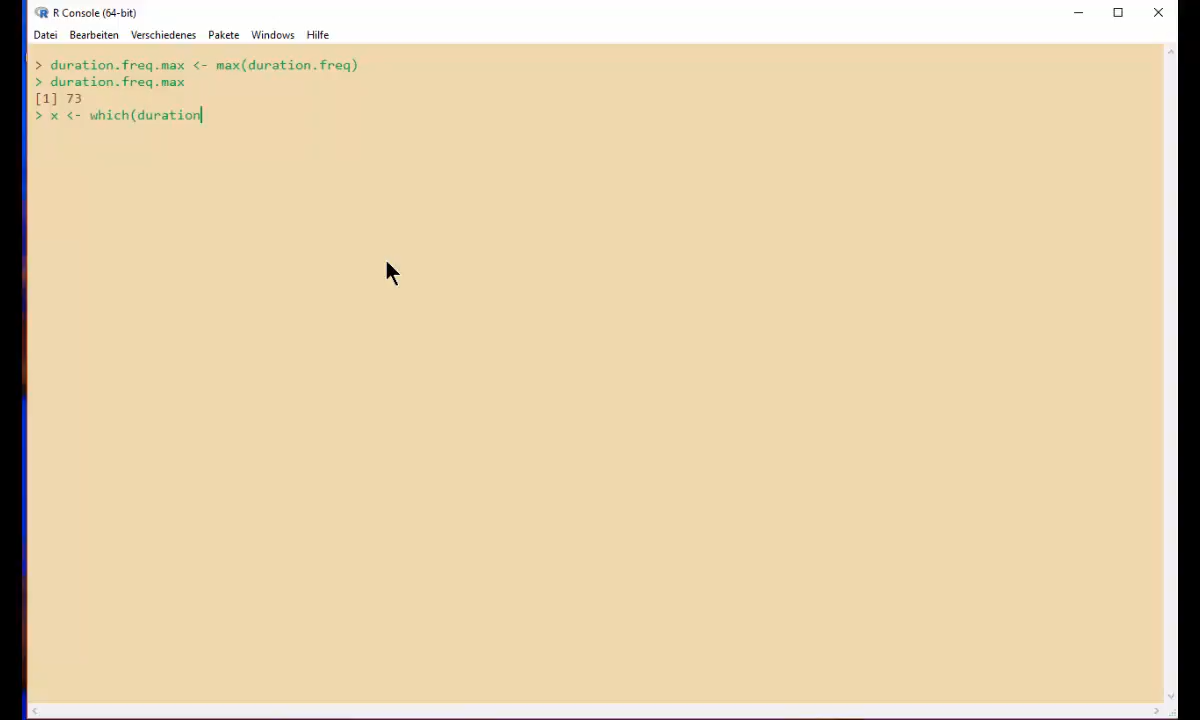 R Console (64-bit)
Datei Bearbeiten Verschiedenes Pakete Windows Hilfe
> duration.freq.max <- max(duration.freq)
> duration.freq.max
[1] 73
> x <- which(duration